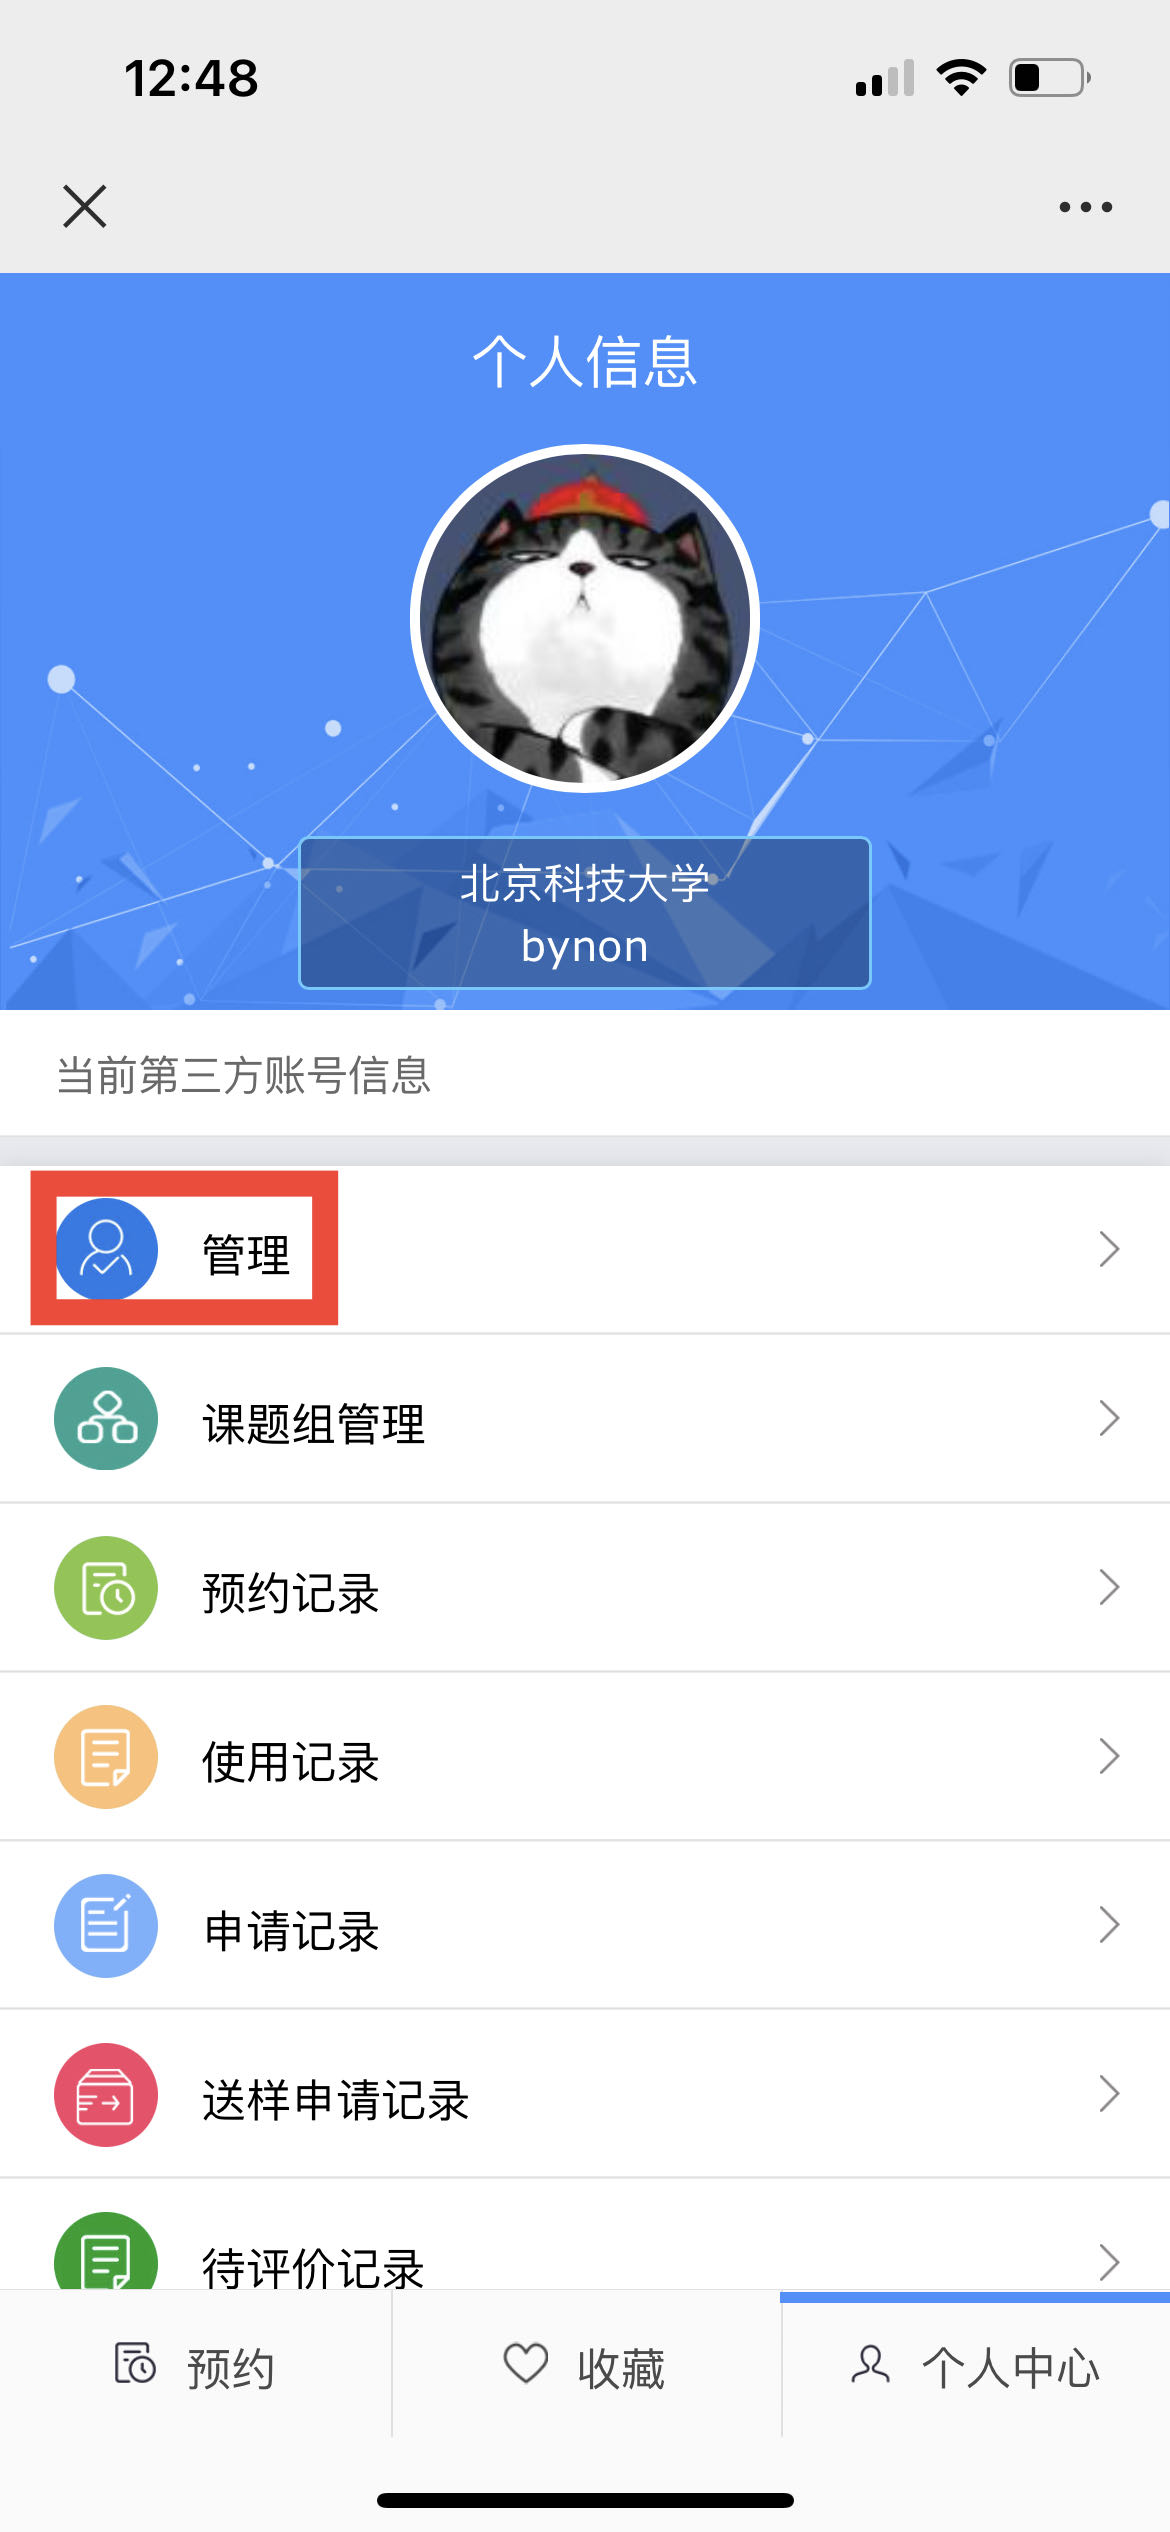 12:48
个人信息
北京科技大学
bynon
当前第三方账号信息
管理
课题组管理
预约记录
使用记录
申请记录
送样申请记录
待评价记录
预约
收藏
个人中心